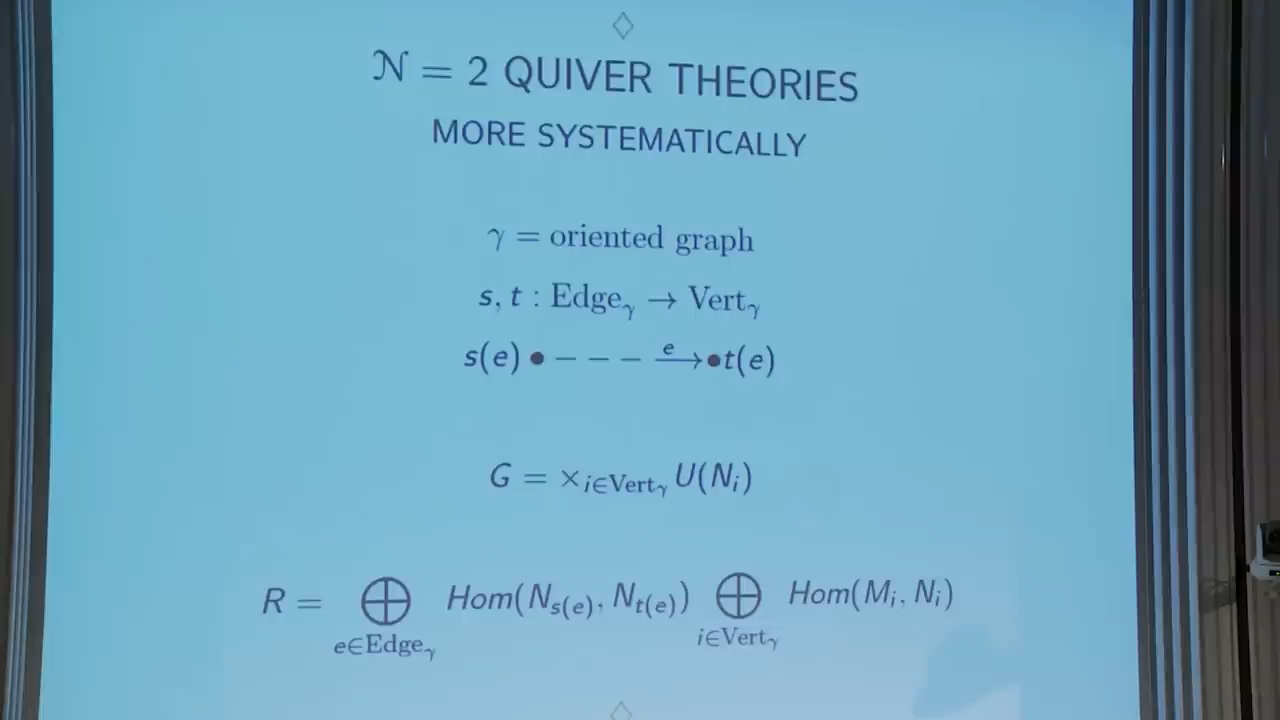 𝒩 = 2 QUIVER THEORIES
MORE SYSTEMATICALLY
γ = oriented graph
s, t : Edge_γ → Vert_γ
s(e) • − − − —e→ • t(e)
G = ×_{i∈Vert_γ} U(N_i)
R = ⊕_{e∈Edge_γ} Hom(N_{s(e)}, N_{t(e)}) ⊕_{i∈Vert_γ} Hom(M_i, N_i)